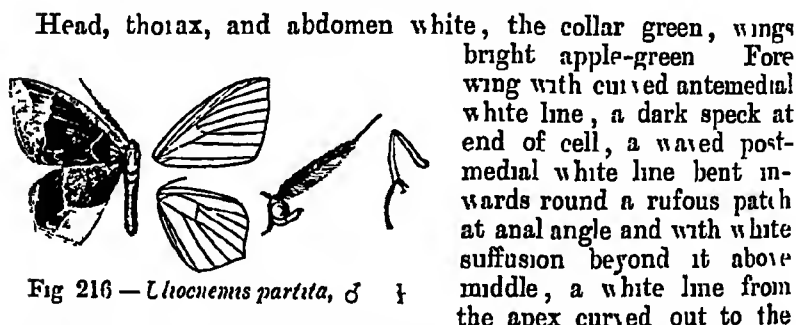 Head, thorax, and abdomen white, the collar green, wings
bright apple-green Fore
wing with curved antemedial
white line, a dark speck at
end of cell, a waved post-
medial white line bent in-
wards round a rufous patch
at anal angle and with white
suffusion beyond it above
middle, a white line from
the apex curved out to the
Fig 216 — partita, ♂